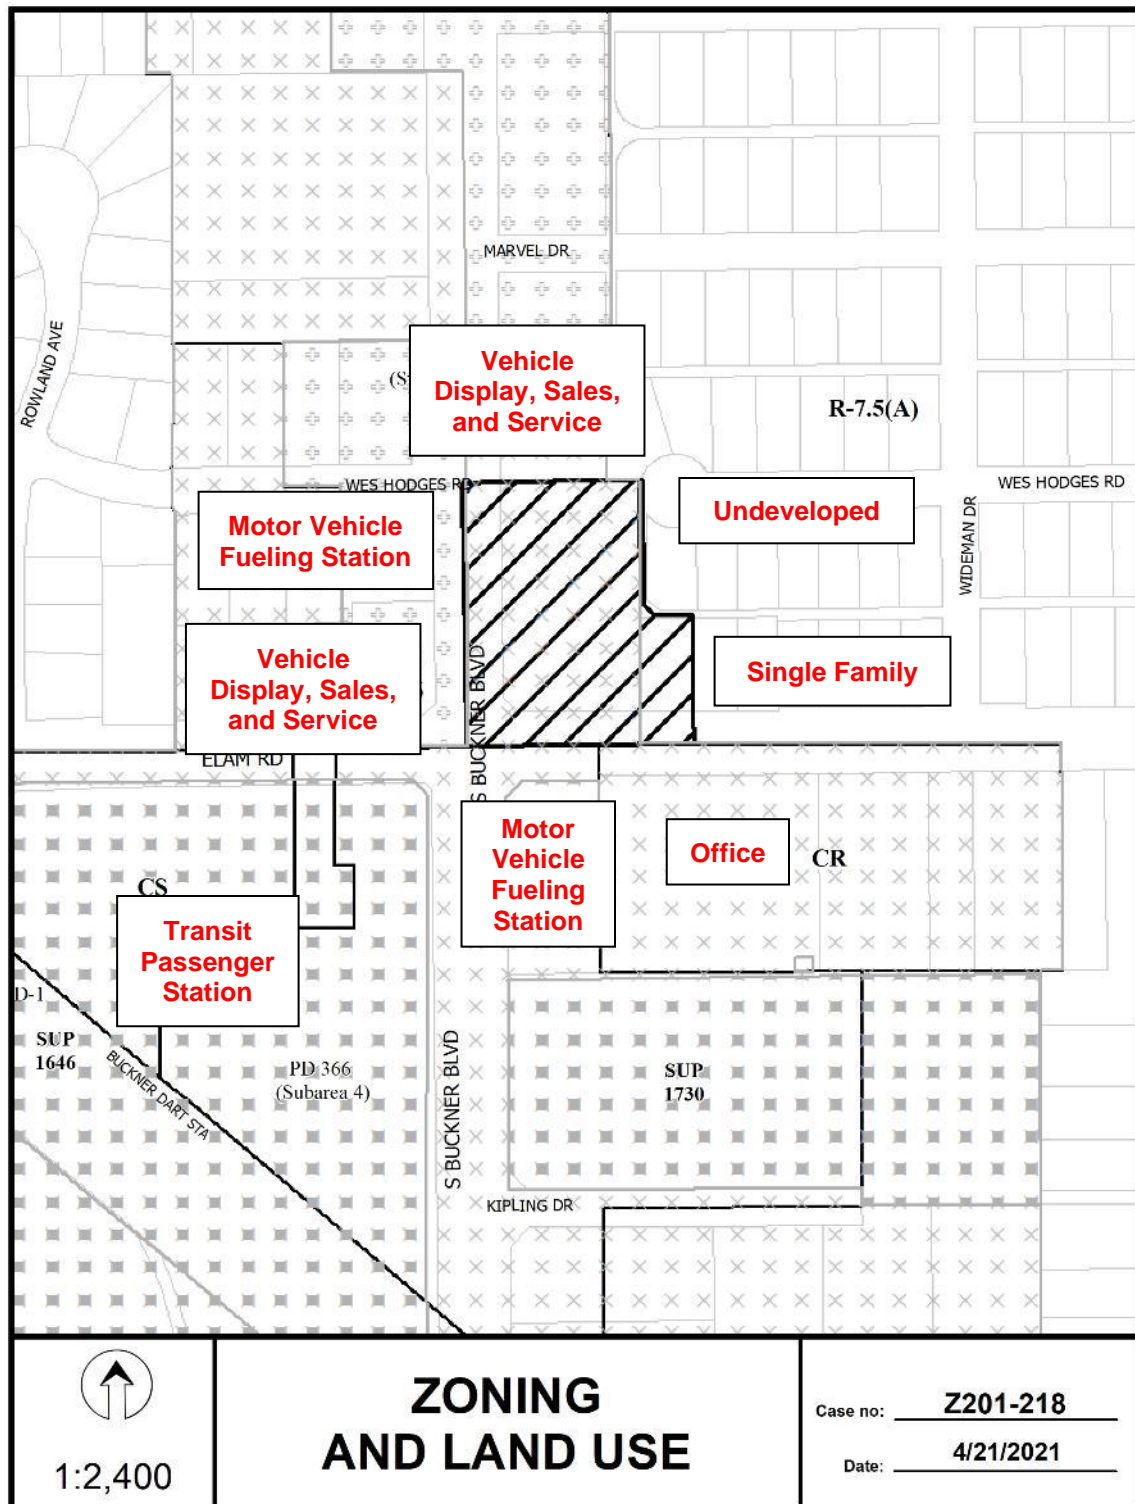 MARVEL DR
ROWLAND AVE
Vehicle
Display, Sales,
and Service
R-7.5(A)
WES HODGES RD
WES HODGES RD
Motor Vehicle
Fueling Station
Undeveloped
WIDEMAN DR
Vehicle
Display, Sales,
and Service
S BUCKNER BLVD
Single Family
ELAM RD
Motor
Vehicle
Fueling
Station
Office
CR
CS
Transit
Passenger
Station
D-1
SUP
1646
BUCKNER DART STA
PD 366
(Subarea 4)
S BUCKNER BLVD
SUP
1730
KIPLING DR
1:2,400
ZONING
AND LAND USE
Case no: Z201-218
Date: 4/21/2021